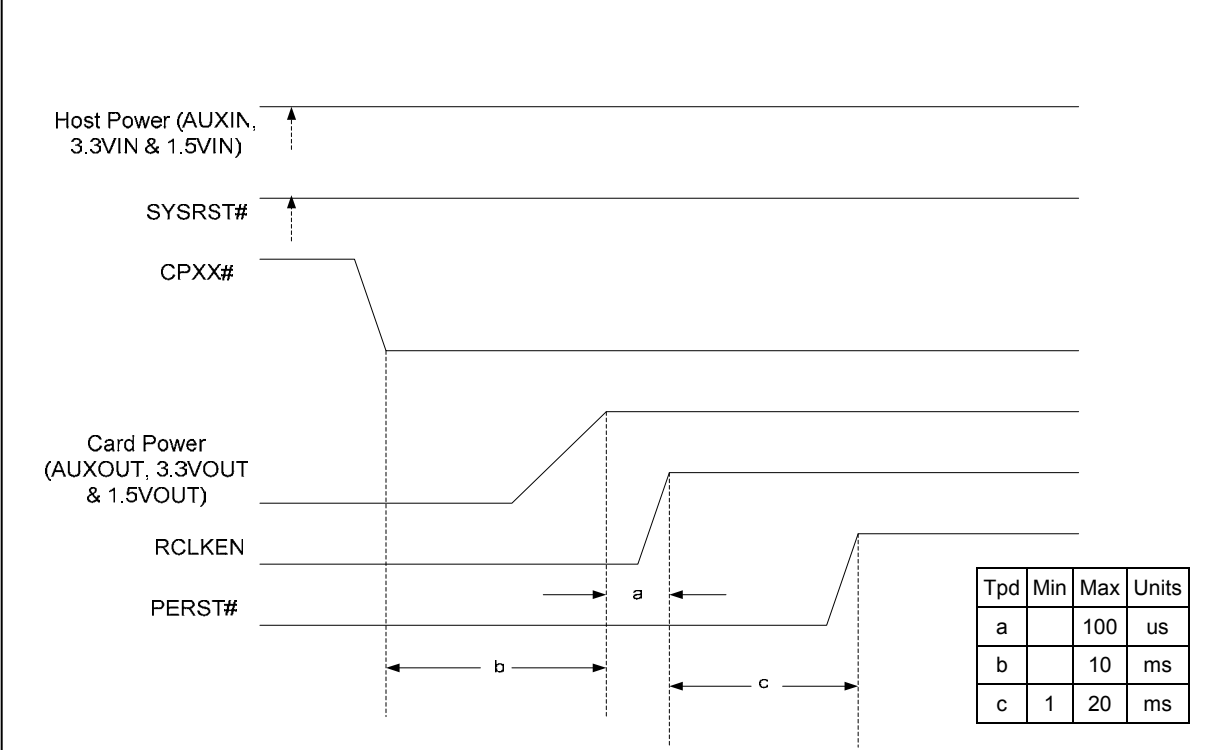 Host Power (AUXIN,
3.3VIN & 1.5VIN)
SYSRST#
CPXX#
Card Power
(AUXOUT, 3.3VOUT
& 1.5VOUT)
RCLKEN
PERST#
a
b
c
Tpd Min Max Units
a 100 us
b 10 ms
c 1 20 ms